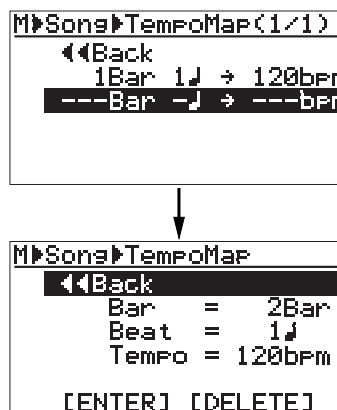 M▶Song▶TempoMap(1/1)
◀◀Back
1Bar 1♩ → 120bpm
---Bar -♩ → ---bpm
M▶Song▶TempoMap
◀◀Back
Bar = 2Bar
Beat = 1♩
Tempo = 120bpm
[ENTER] [DELETE]